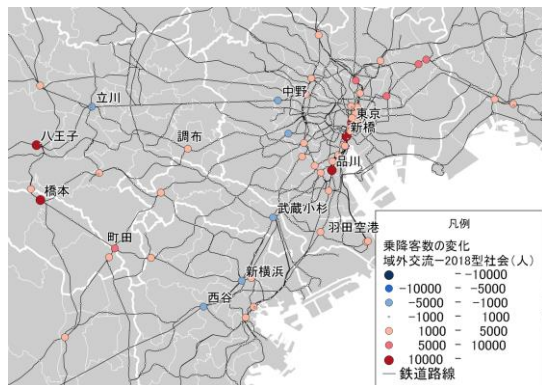 中野
立川
東京
新橋
八王子
調布
品川
橋本
武蔵小杉
羽田空港
町田
新横浜
西谷
凡例
乗降客数の変化
域外交流－2018型社会(人)
- -10000
-10000 - -5000
-5000 - -1000
-1000 - 1000
1000 - 5000
5000 - 10000
10000 -
鉄道路線